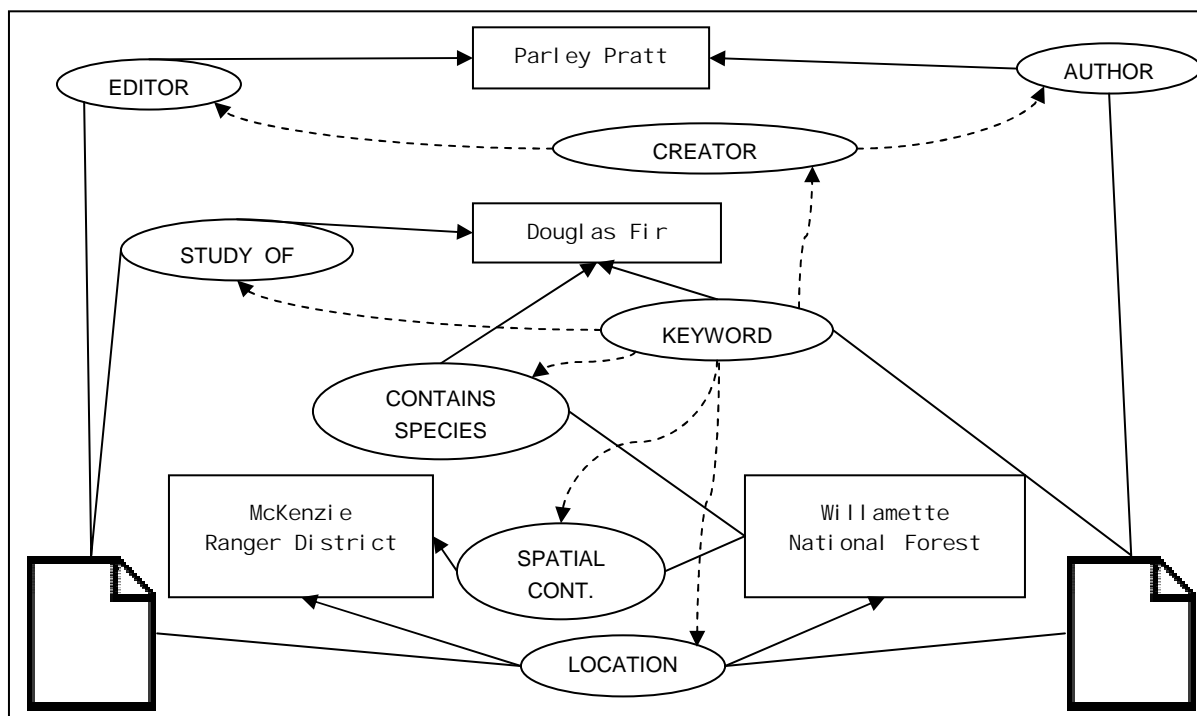 Parley Pratt
EDITOR
AUTHOR
CREATOR
Douglas Fir
STUDY OF
KEYWORD
CONTAINS
SPECIES
McKenzie
Ranger District
Willamette
National Forest
SPATIAL
CONT.
LOCATION